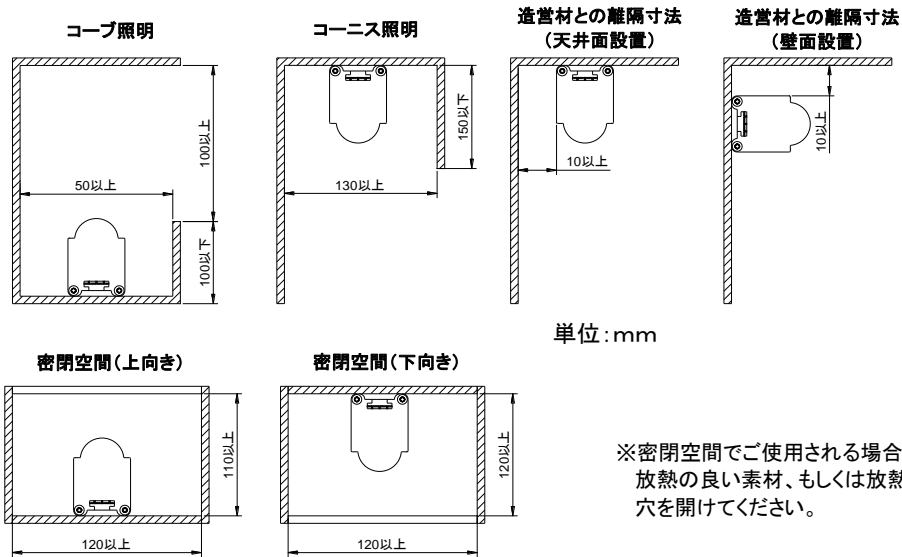 コーブ照明
100以上
50以上
100以下
コーニス照明
150以下
130以上
造営材との離隔寸法
(天井面設置)
10以上
造営材との離隔寸法
(壁面設置)
10以上
単位:mm
密閉空間(上向き)
110以上
120以上
密閉空間(下向き)
120以上
120以上
※密閉空間でご使用される場合
放熱の良い素材、もしくは放熱
穴を開けてください。